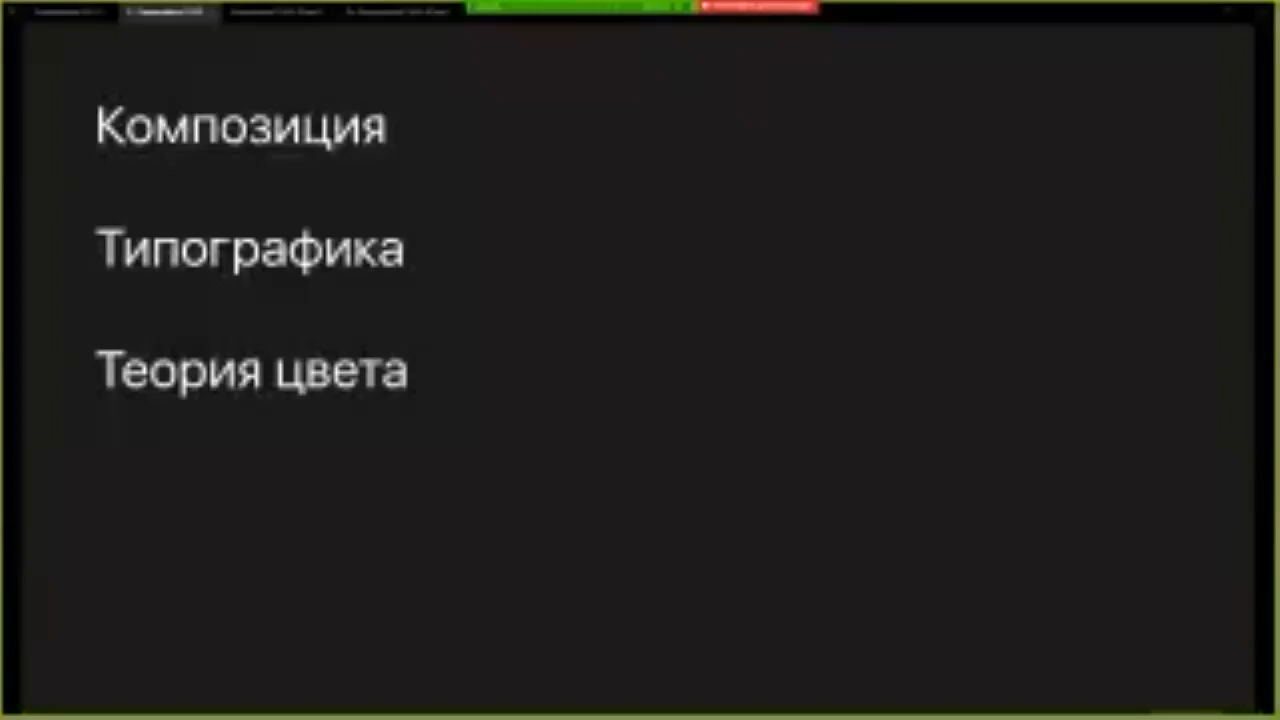 Композиция
Типографика
Теория цвета